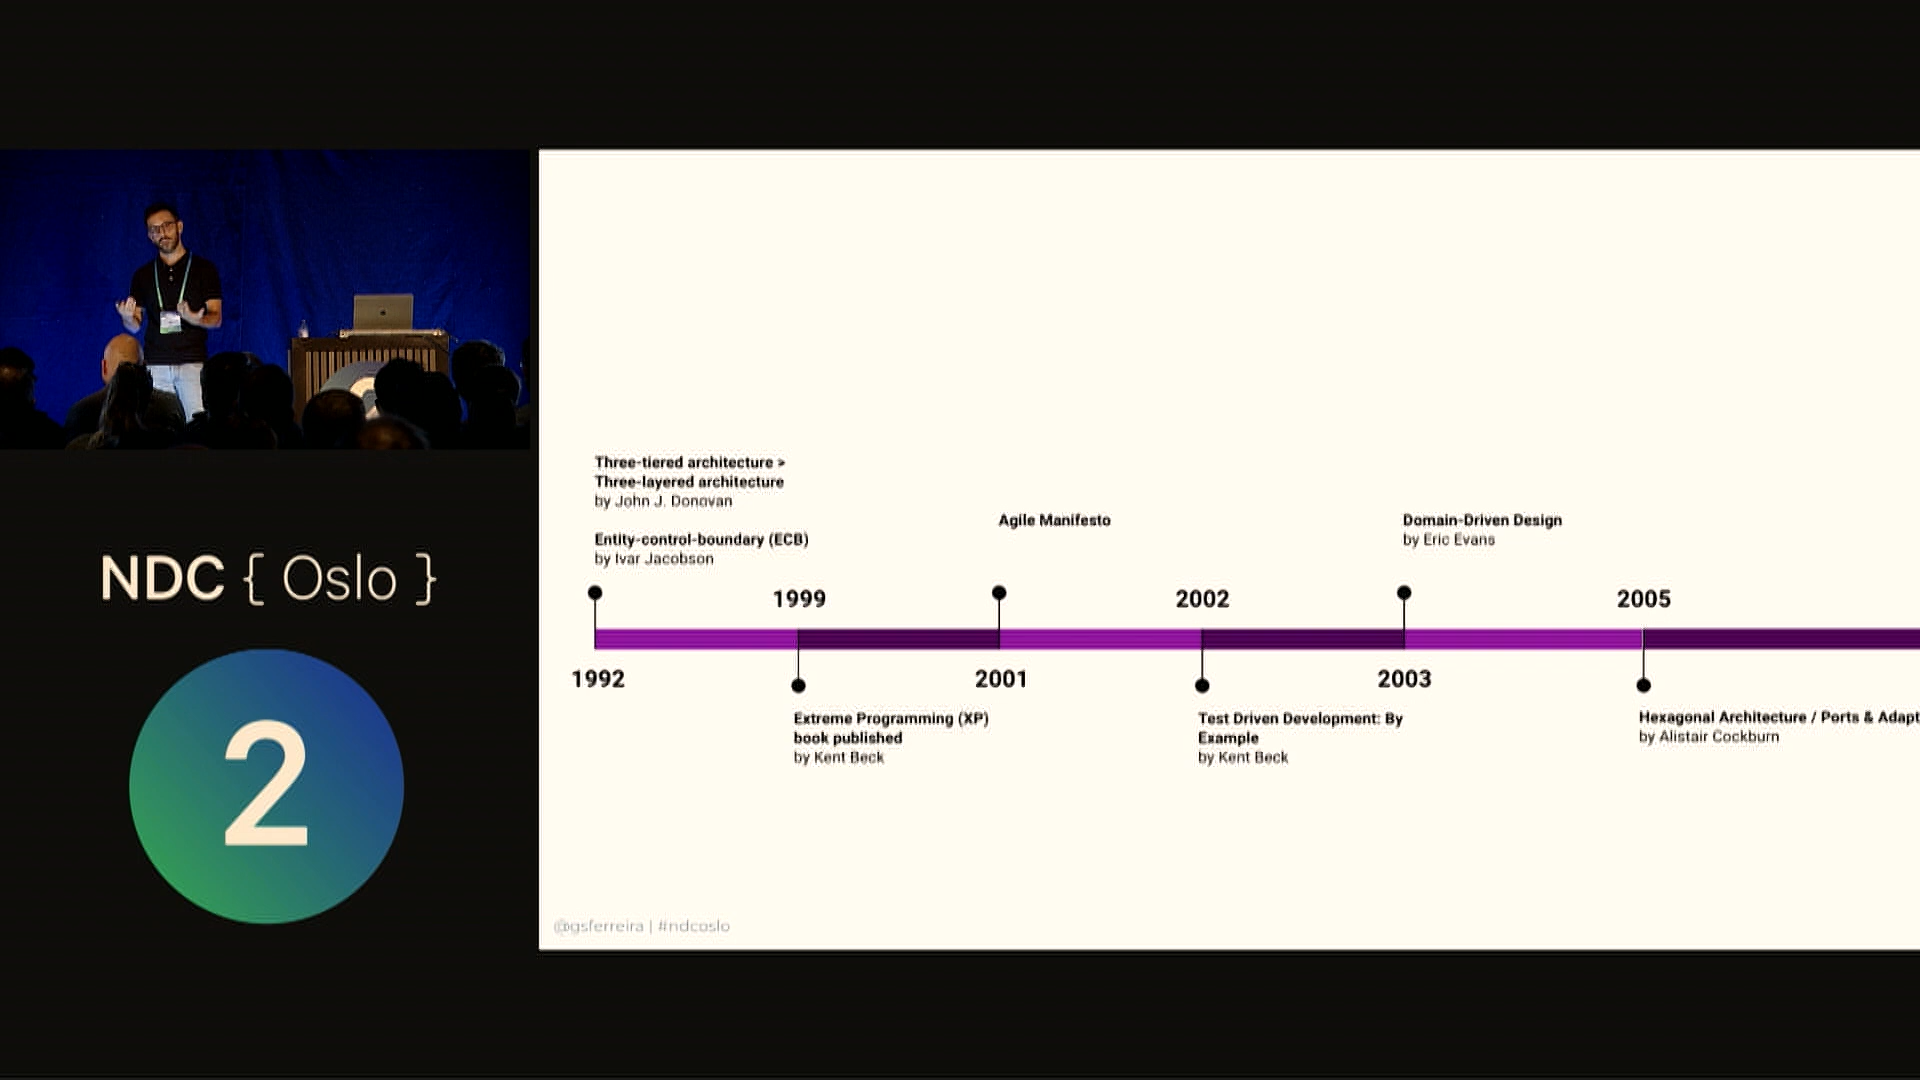 NDC { Oslo }
2
Three-tiered architecture >
Three-layered architecture
by John J. Donovan
Entity-control-boundary (ECB)
by Ivar Jacobson
Agile Manifesto
Domain-Driven Design
by Eric Evans
1999
2002
2005
1992
2001
2003
Extreme Programming (XP)
book published
by Kent Beck
Test Driven Development: By
Example
by Kent Beck
Hexagonal Architecture / Ports & Adapt
by Alistair Cockburn
@gsferreira | #ndcoslo